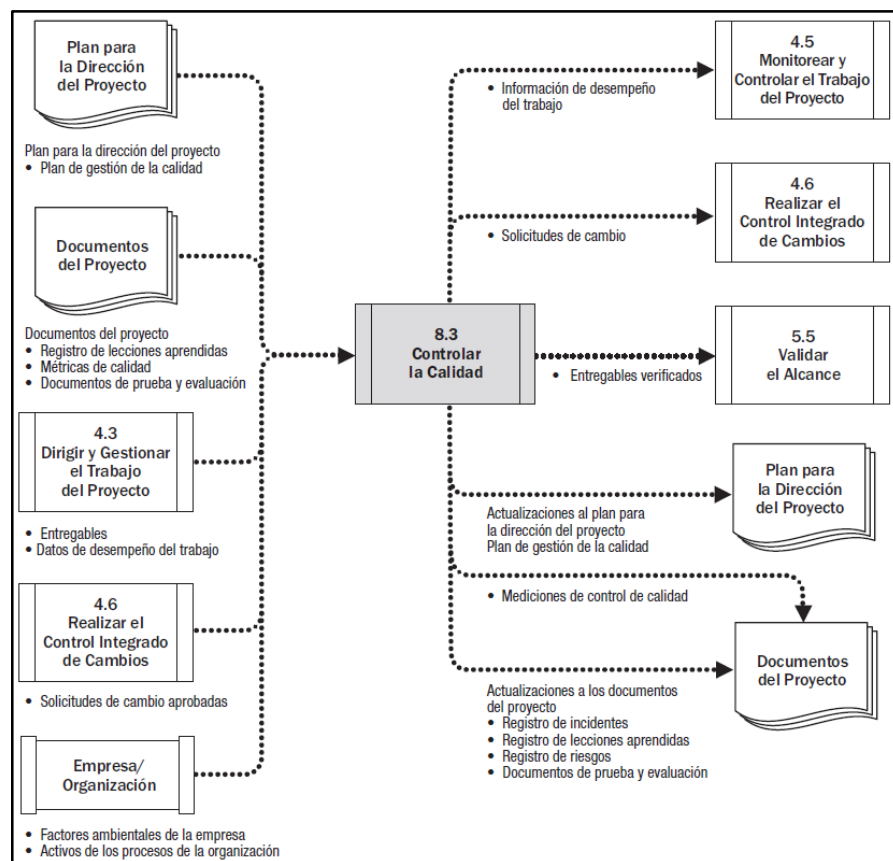 Plan para
la Dirección
del Proyecto
Plan para la dirección del proyecto
• Plan de gestión de la calidad
Documentos
del Proyecto
Documentos del proyecto
• Registro de lecciones aprendidas
• Métricas de calidad
• Documentos de prueba y evaluación
4.3
Dirigir y Gestionar
el Trabajo
del Proyecto
• Entregables
• Datos de desempeño del trabajo
4.6
Realizar el
Control Integrado
de Cambios
• Solicitudes de cambio aprobadas
Empresa/
Organización
• Factores ambientales de la empresa
• Activos de los procesos de la organización
8.3
Controlar
la Calidad
• Información de desempeño
del trabajo
4.5
Monitorear y
Controlar el Trabajo
del Proyecto
• Solicitudes de cambio
4.6
Realizar el
Control Integrado
de Cambios
• Entregables verificados
5.5
Validar
el Alcance
Actualizaciones al plan para
la dirección del proyecto
Plan de gestión de la calidad
Plan para
la Dirección
del Proyecto
• Mediciones de control de calidad
Actualizaciones a los documentos
del proyecto
• Registro de incidentes
• Registro de lecciones aprendidas
• Registro de riesgos
• Documentos de prueba y evaluación
Documentos
del Proyecto